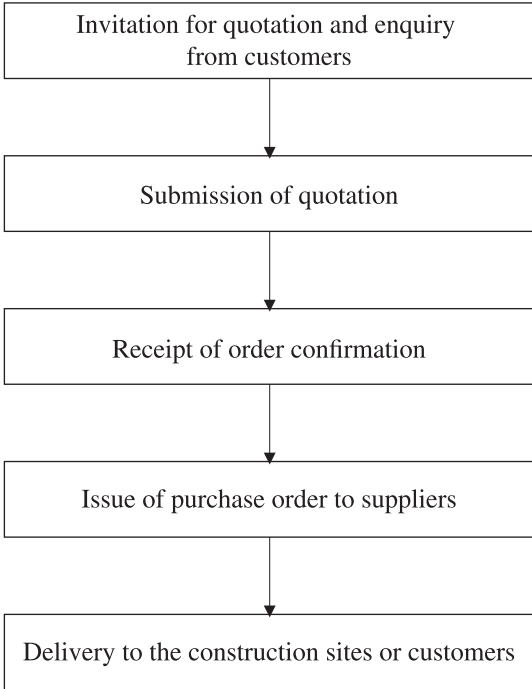 Invitation for quotation and enquiry
from customers
Submission of quotation
Receipt of order confirmation
Issue of purchase order to suppliers
Delivery to the construction sites or customers